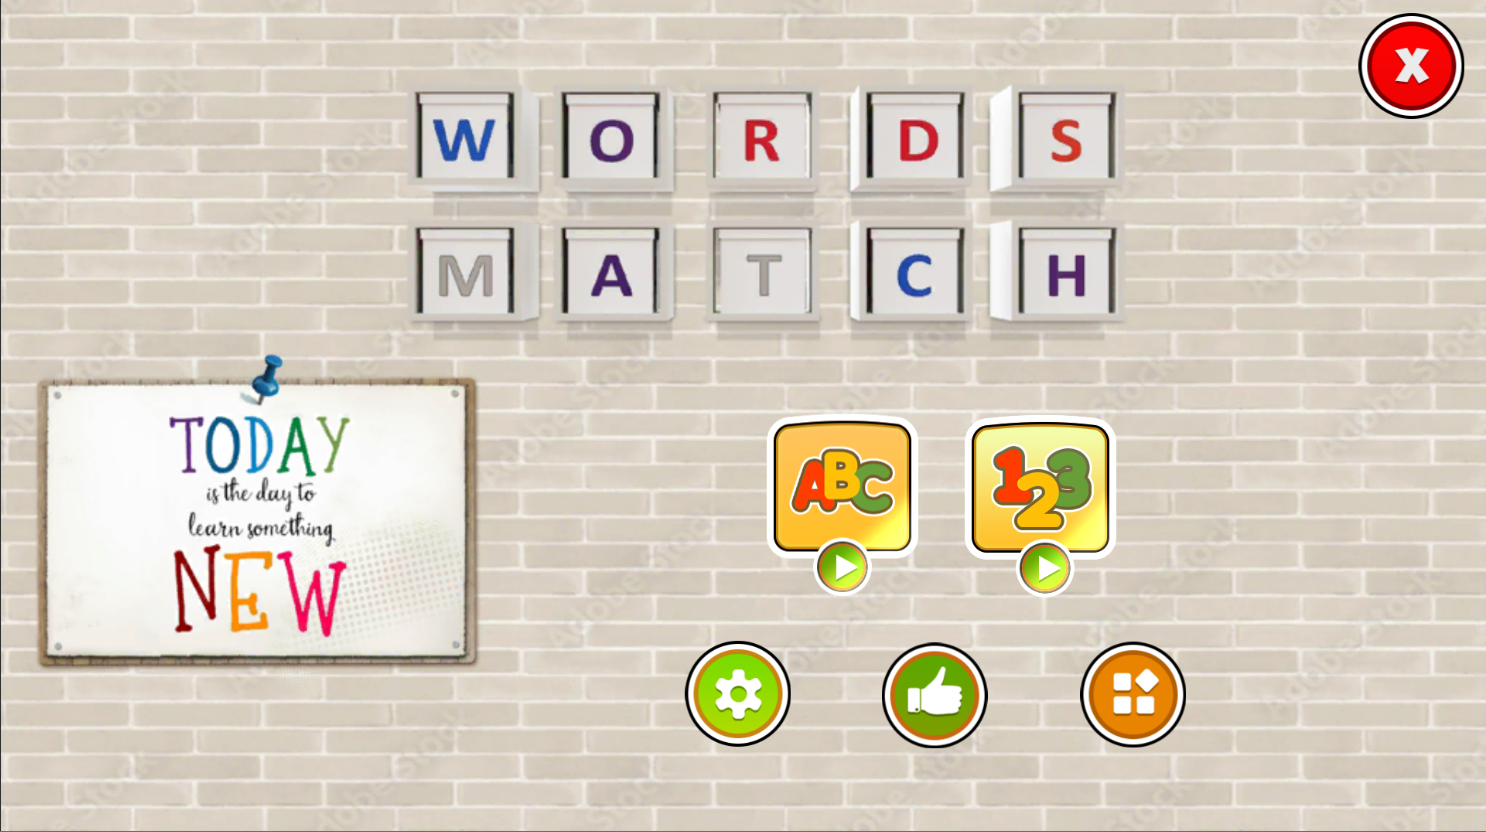 WORDS
X
MATCH
TODAY
is the day to
learn something
NEW
ABC
123